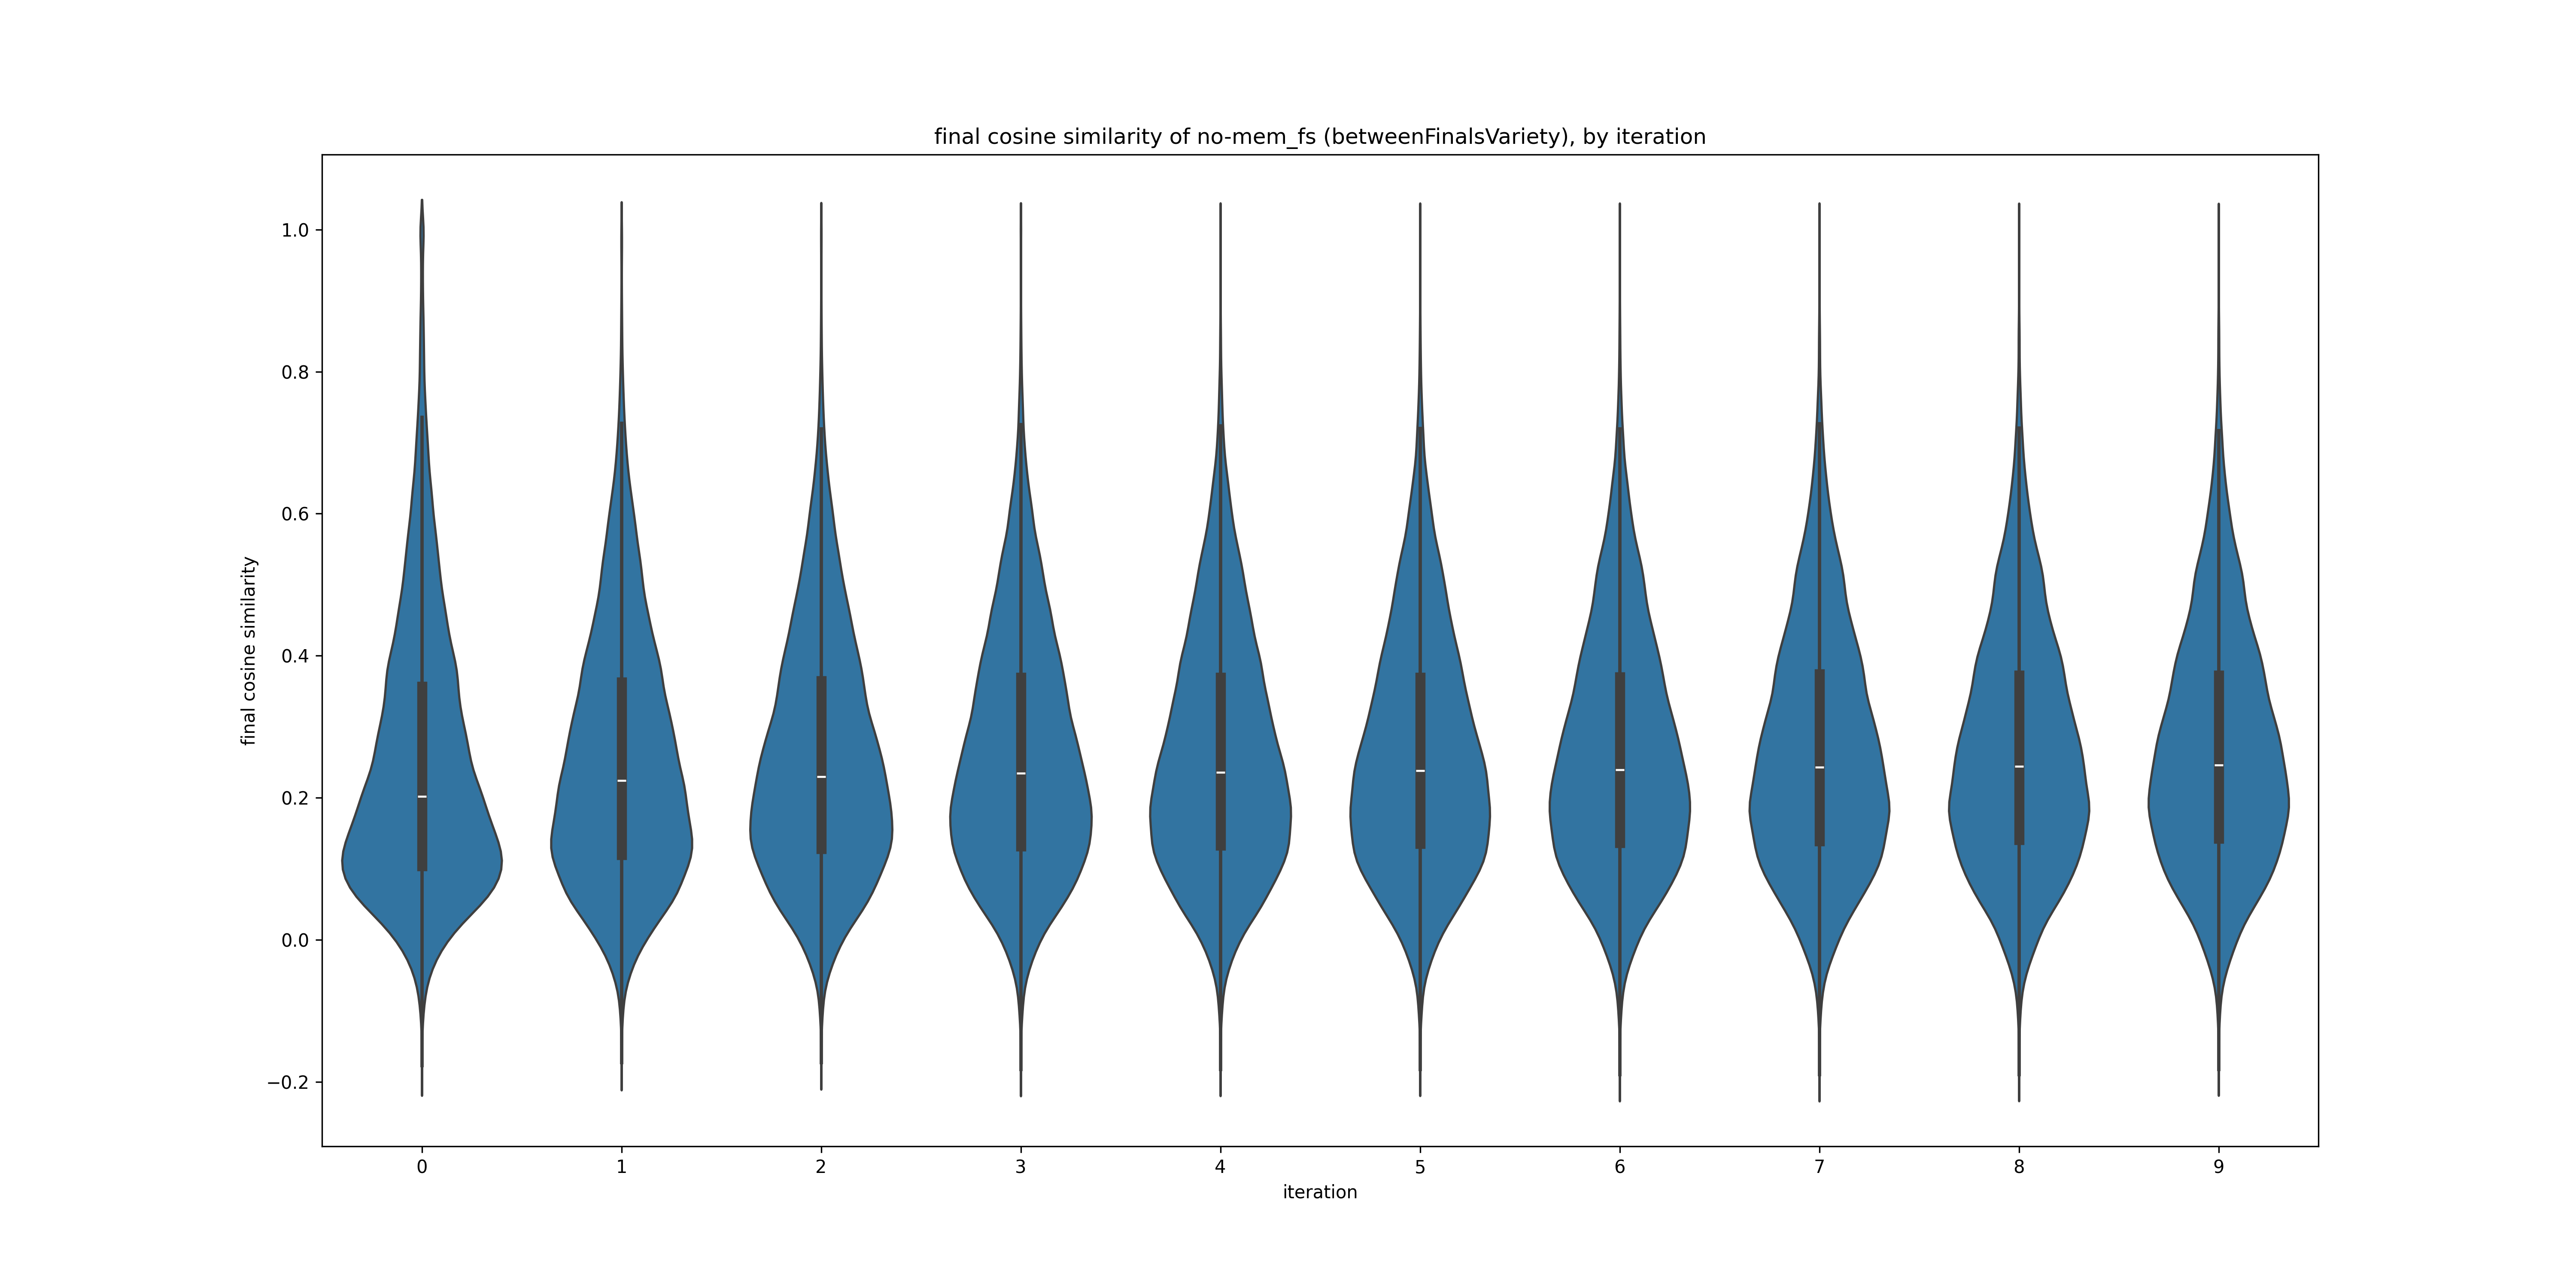 final cosine similarity of no-mem_fs (betweenFinalsVariety), by iteration
1.0
0.8
0.6
0.4
0.2
0.0
−0.2
final cosine similarity
0 1 2 3 4 5 6 7 8 9
iteration